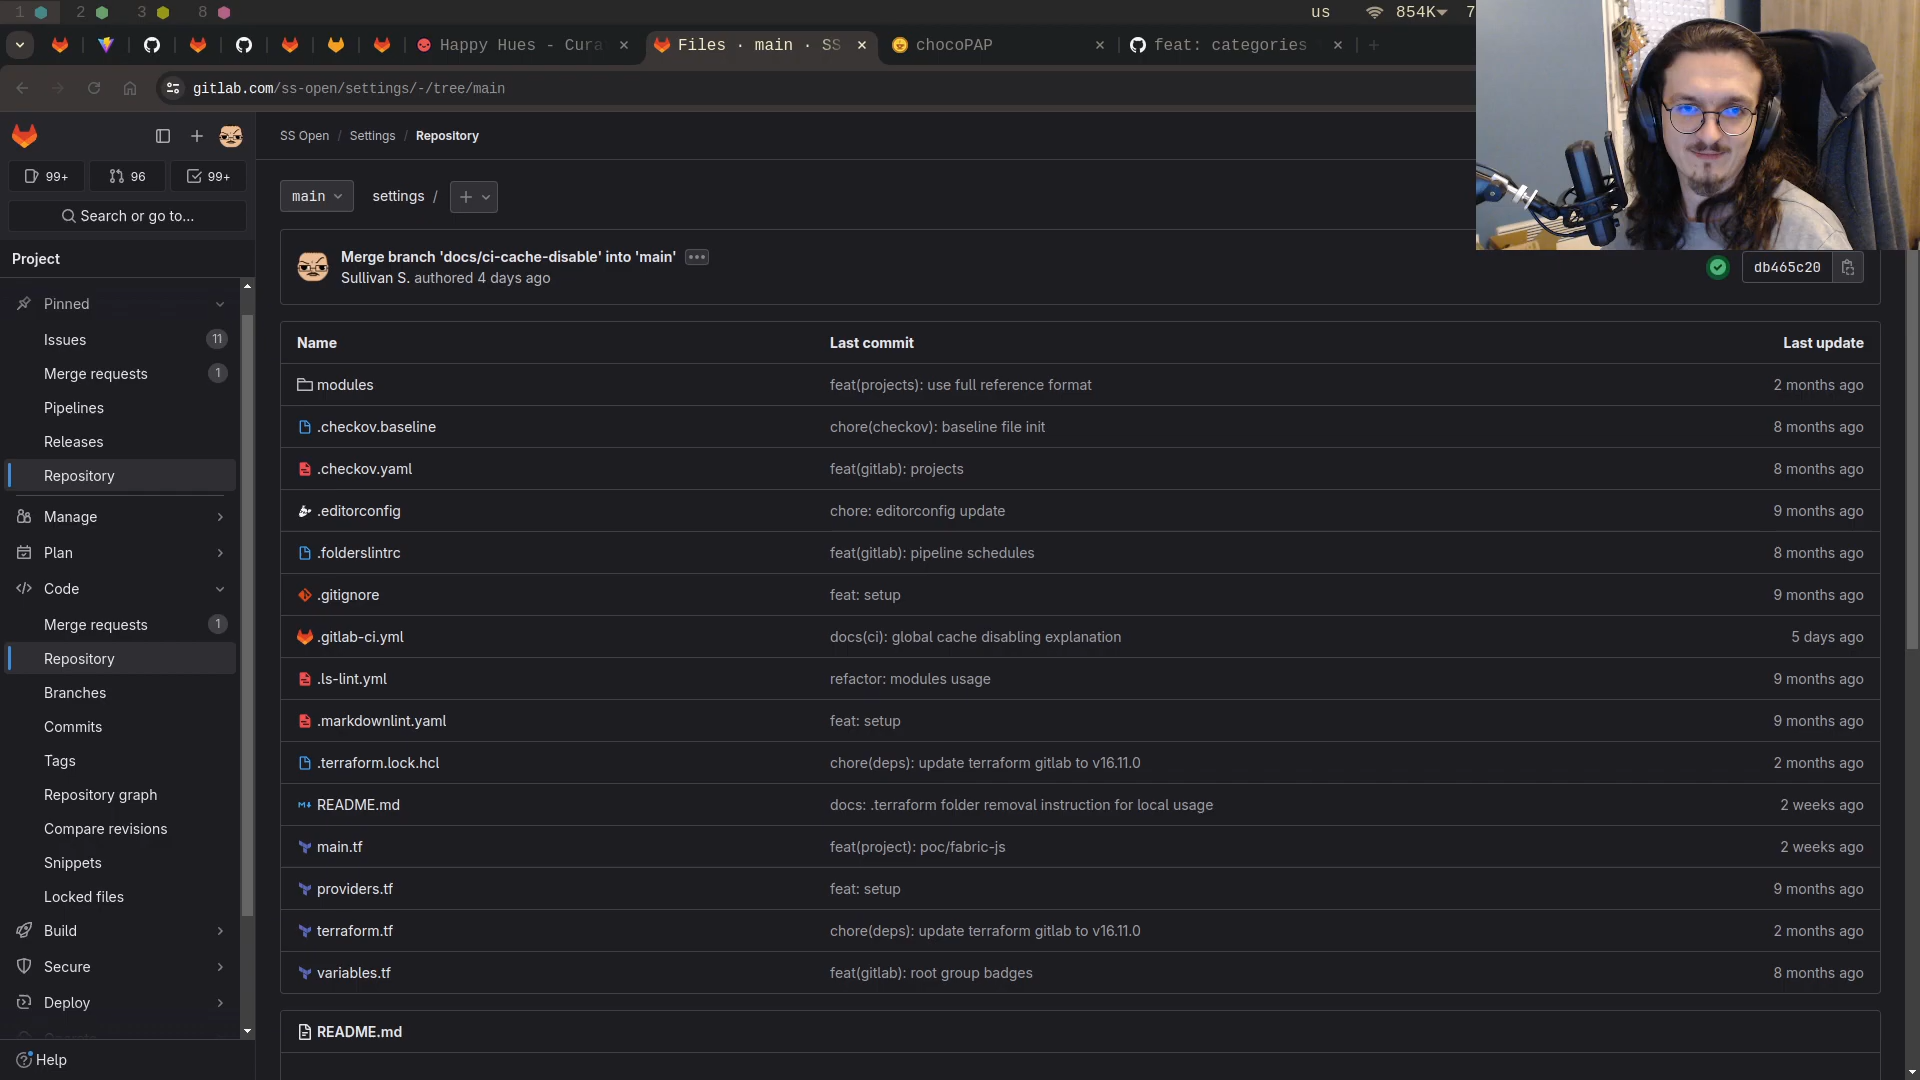 1 2 3 8 us 854K 7
Happy Hues - Cura × Files · main · SS × chocoPAP × feat: categories × +
gitlab.com/ss-open/settings/-/tree/main
SS Open / Settings / Repository
99+ 96 99+
Search or go to...
main settings / +
Project
Merge branch 'docs/ci-cache-disable' into 'main'
Sullivan S. authored 4 days ago
db465c20
Pinned
Issues 11
Merge requests 1
Pipelines
Releases
Repository
Manage
Plan
Code
Merge requests 1
Repository
Branches
Commits
Tags
Repository graph
Compare revisions
Snippets
Locked files
Build
Secure
Deploy
Help
Name Last commit Last update
modules feat(projects): use full reference format 2 months ago
.checkov.baseline chore(checkov): baseline file init 8 months ago
.checkov.yaml feat(gitlab): projects 8 months ago
.editorconfig chore: editorconfig update 9 months ago
.folderslintrc feat(gitlab): pipeline schedules 8 months ago
.gitignore feat: setup 9 months ago
.gitlab-ci.yml docs(ci): global cache disabling explanation 5 days ago
.ls-lint.yml refactor: modules usage 9 months ago
.markdownlint.yaml feat: setup 9 months ago
.terraform.lock.hcl chore(deps): update terraform gitlab to v16.11.0 2 months ago
README.md docs: .terraform folder removal instruction for local usage 2 weeks ago
main.tf feat(project): poc/fabric-js 2 weeks ago
providers.tf feat: setup 9 months ago
terraform.tf chore(deps): update terraform gitlab to v16.11.0 2 months ago
variables.tf feat(gitlab): root group badges 8 months ago
README.md